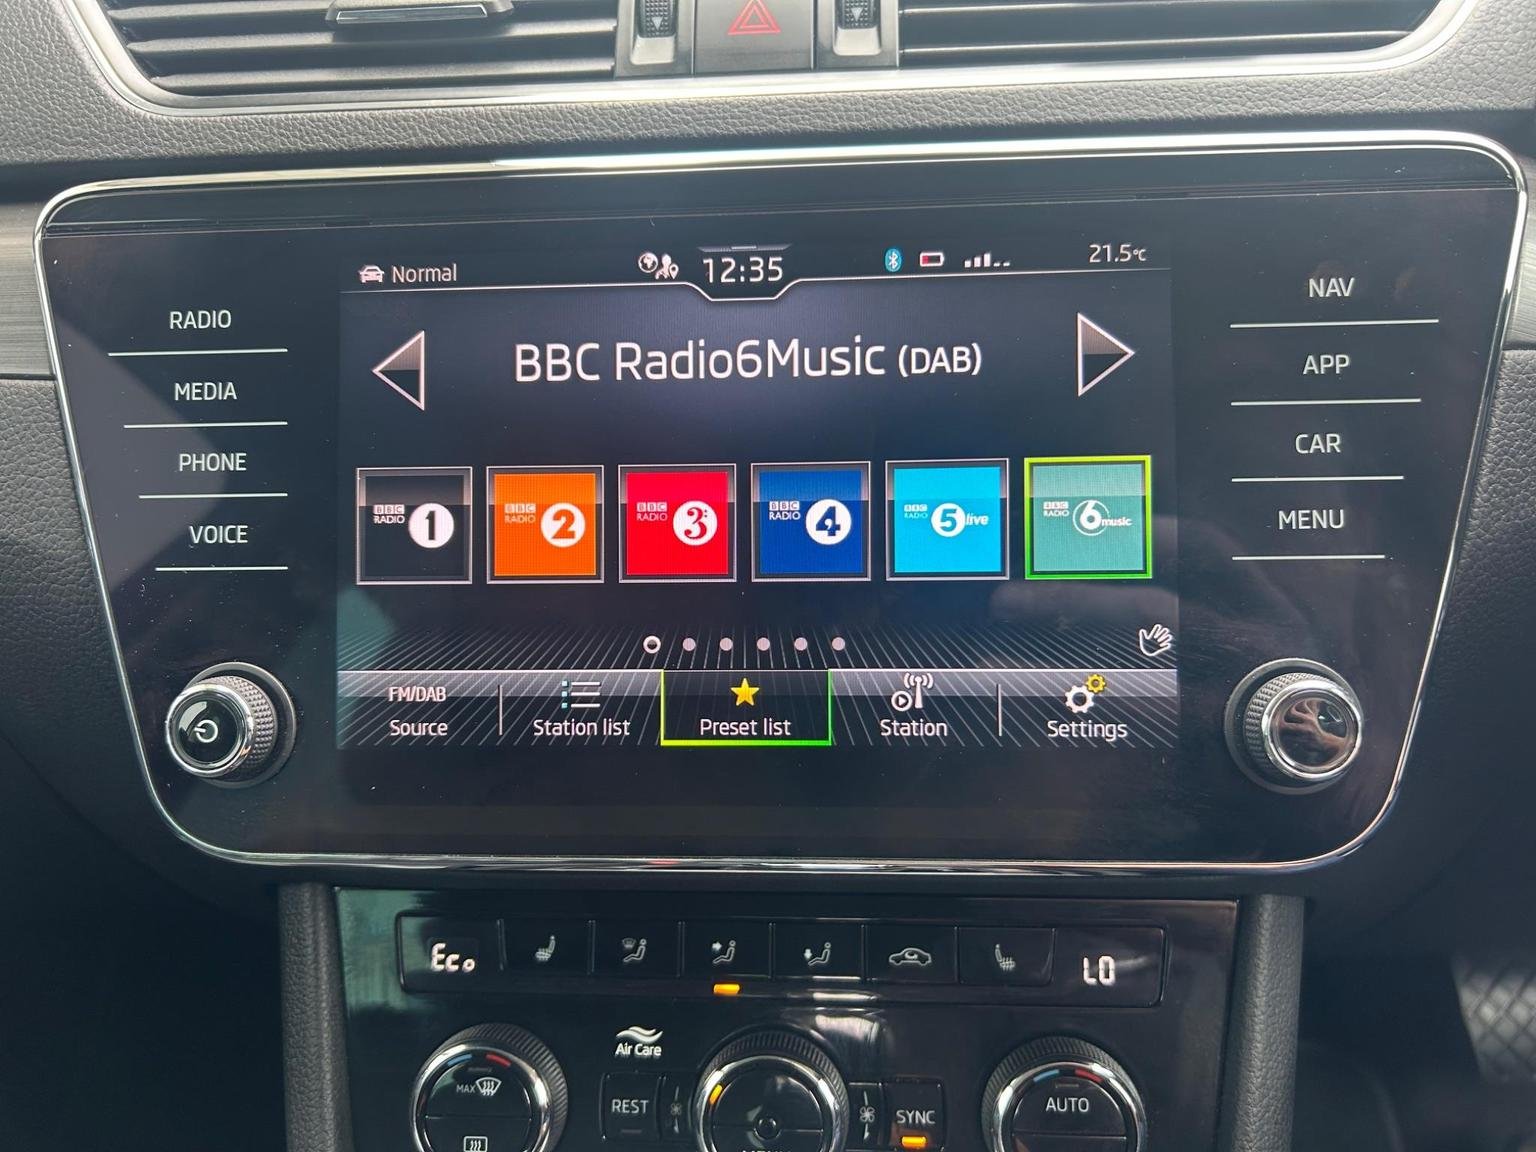 Normal
12:35
21.5°C
RADIO
MEDIA
PHONE
VOICE
NAV
APP
CAR
MENU
BBC Radio6Music (DAB)
BBC RADIO 1
BBC RADIO 2
BBC RADIO 3
BBC RADIO 4
BBC RADIO 5 live
BBC RADIO 6 music
FM/DAB
Source
Station list
Preset list
Station
Settings
Eco
LO
Air Care
MAX
REST
SYNC
AUTO